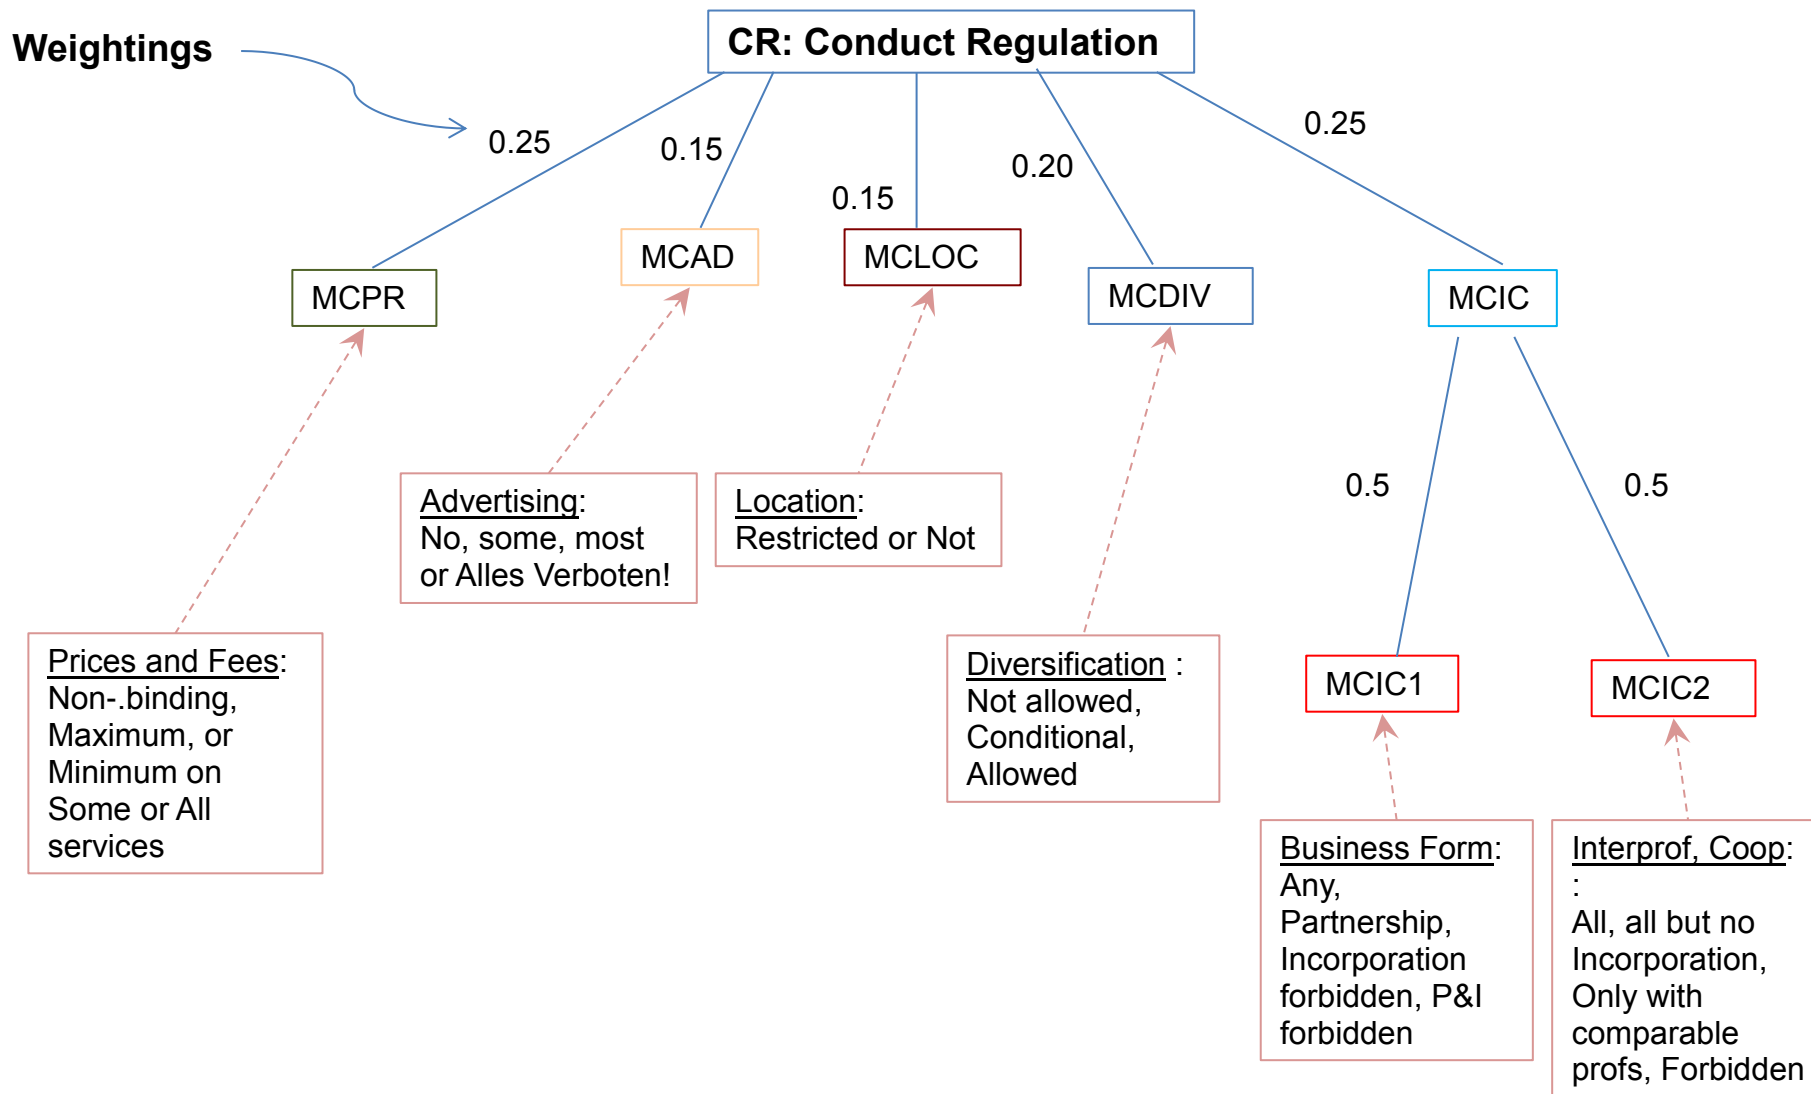 CR: Conduct Regulation
Weightings
0.25
0.15
0.15
0.20
0.25
MCPR
MCAD
MCLOC
MCDIV
MCIC
0.5
0.5
Advertising:
No, some, most
or Alles Verboten!
Location:
Restricted or Not
Prices and Fees:
Non-.binding,
Maximum, or
Minimum on
Some or All
services
Diversification :
Not allowed,
Conditional,
Allowed
MCIC1
MCIC2
Business Form:
Any,
Partnership,
Incorporation
forbidden, P&I
forbidden
Interprof, Coop:
:
All, all but no
Incorporation,
Only with
comparable
profs, Forbidden